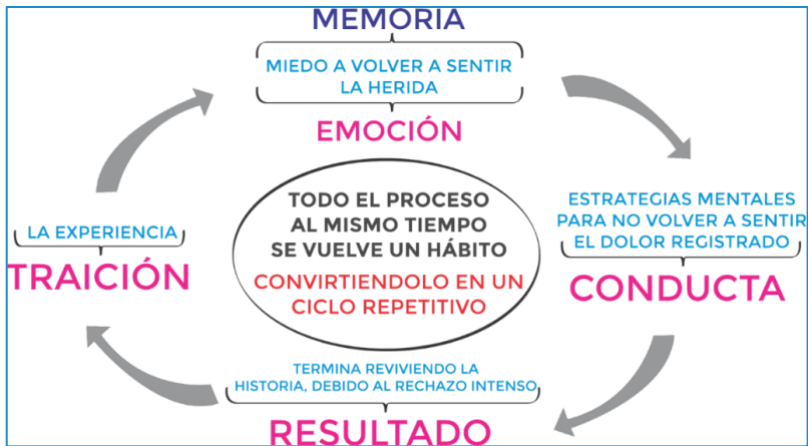 MEMORIA
MIEDO A VOLVER A SENTIR
LA HERIDA
EMOCIÓN
ESTRATEGIAS MENTALES
PARA NO VOLVER A SENTIR
EL DOLOR REGISTRADO
CONDUCTA
TERMINA REVIVIENDO LA
HISTORIA, DEBIDO AL RECHAZO INTENSO
RESULTADO
LA EXPERIENCIA
TRAICIÓN
TODO EL PROCESO
AL MISMO TIEMPO
SE VUELVE UN HÁBITO
CONVIRTIENDOLO EN UN
CICLO REPETITIVO